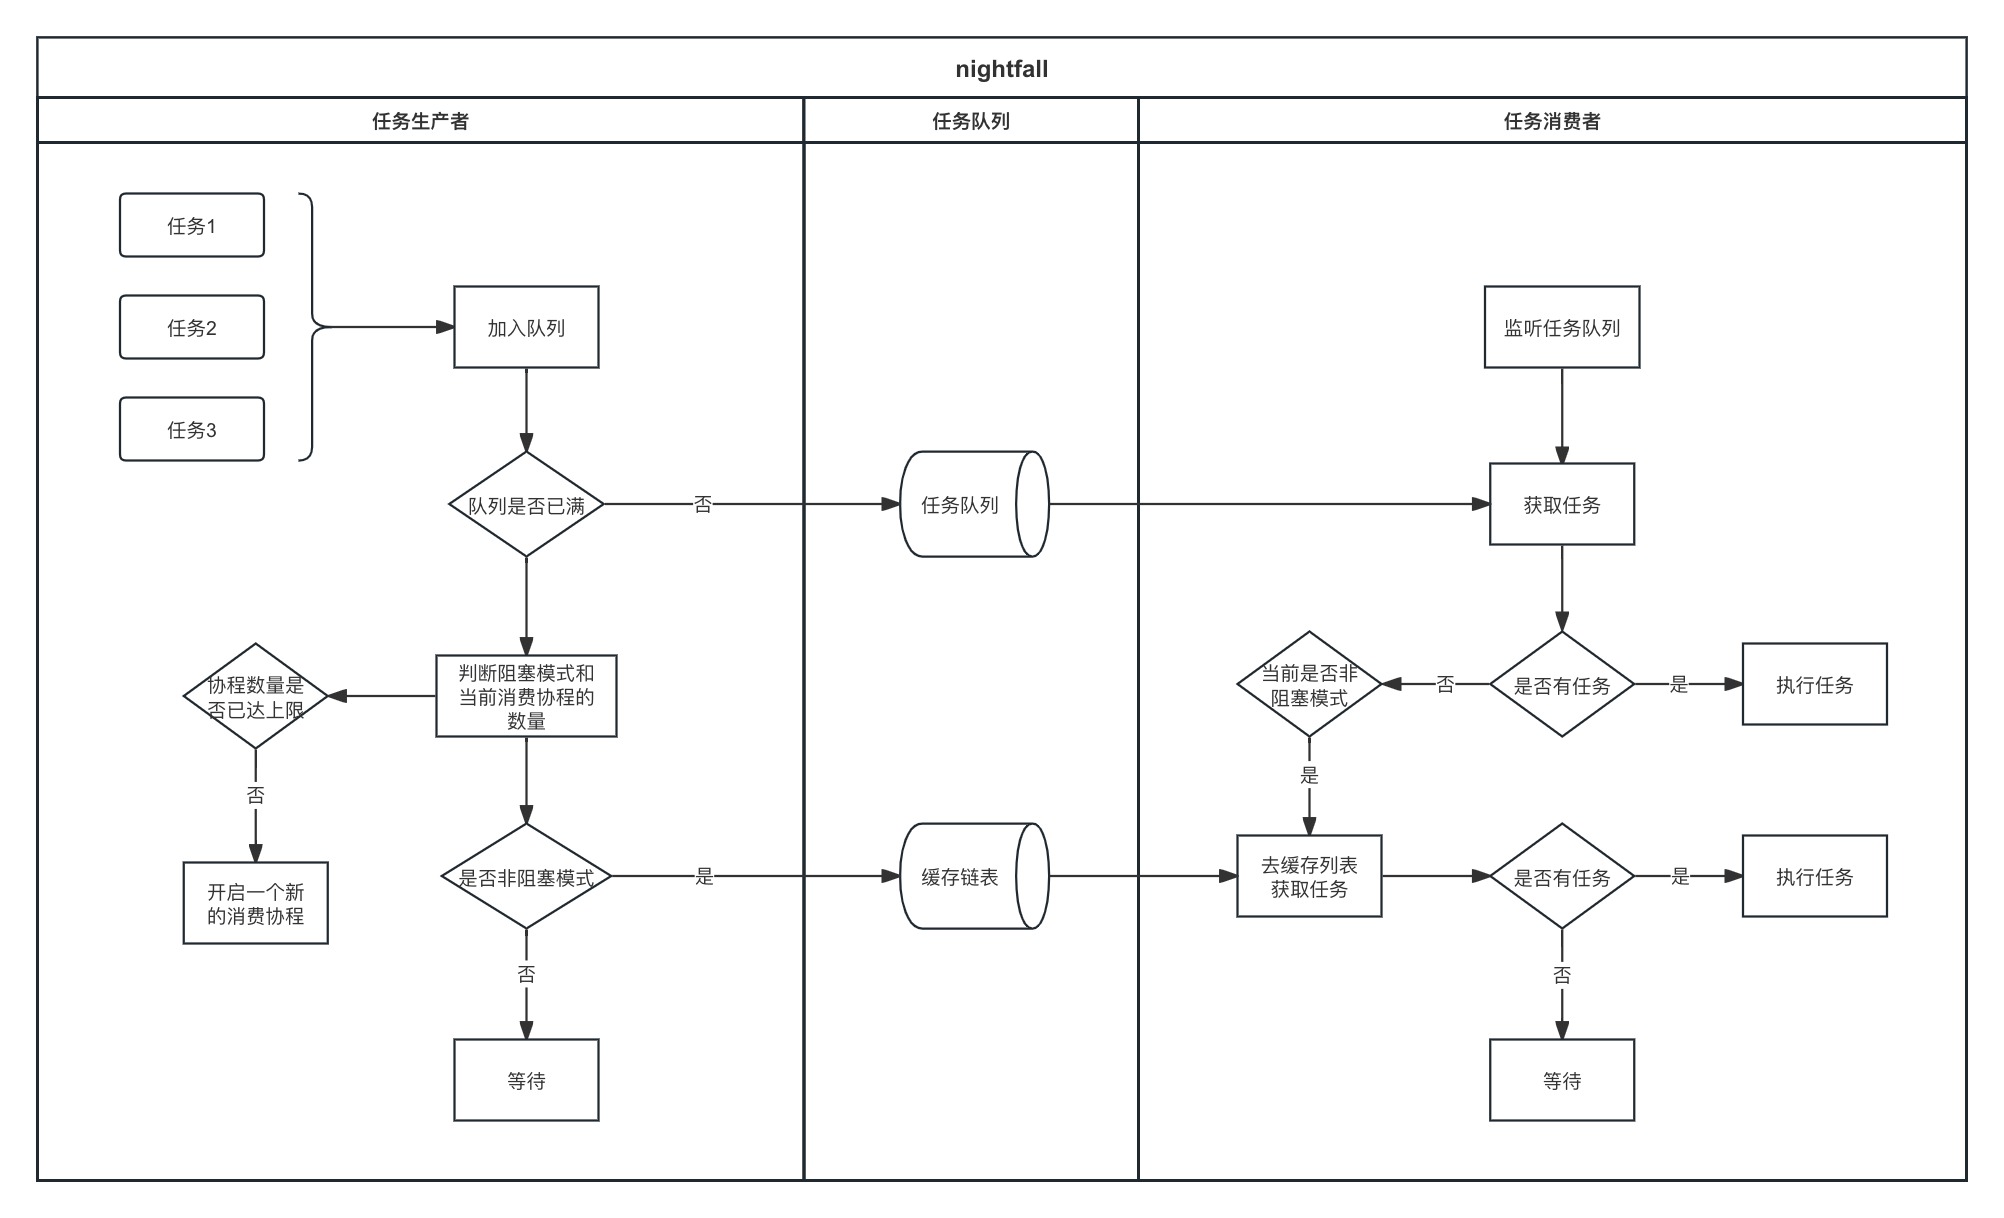 nightfall
任务生产者
任务队列
任务消费者
任务1
任务2
任务3
加入队列
队列是否已满
否
判断阻塞模式和
当前消费协程的
数量
协程数量是
否已达上限
否
开启一个新
的消费协程
是否非阻塞模式
是
否
等待
任务队列
缓存链表
监听任务队列
获取任务
是否有任务
是
执行任务
否
当前是否非
阻塞模式
是
去缓存列表
获取任务
是否有任务
是
执行任务
否
等待